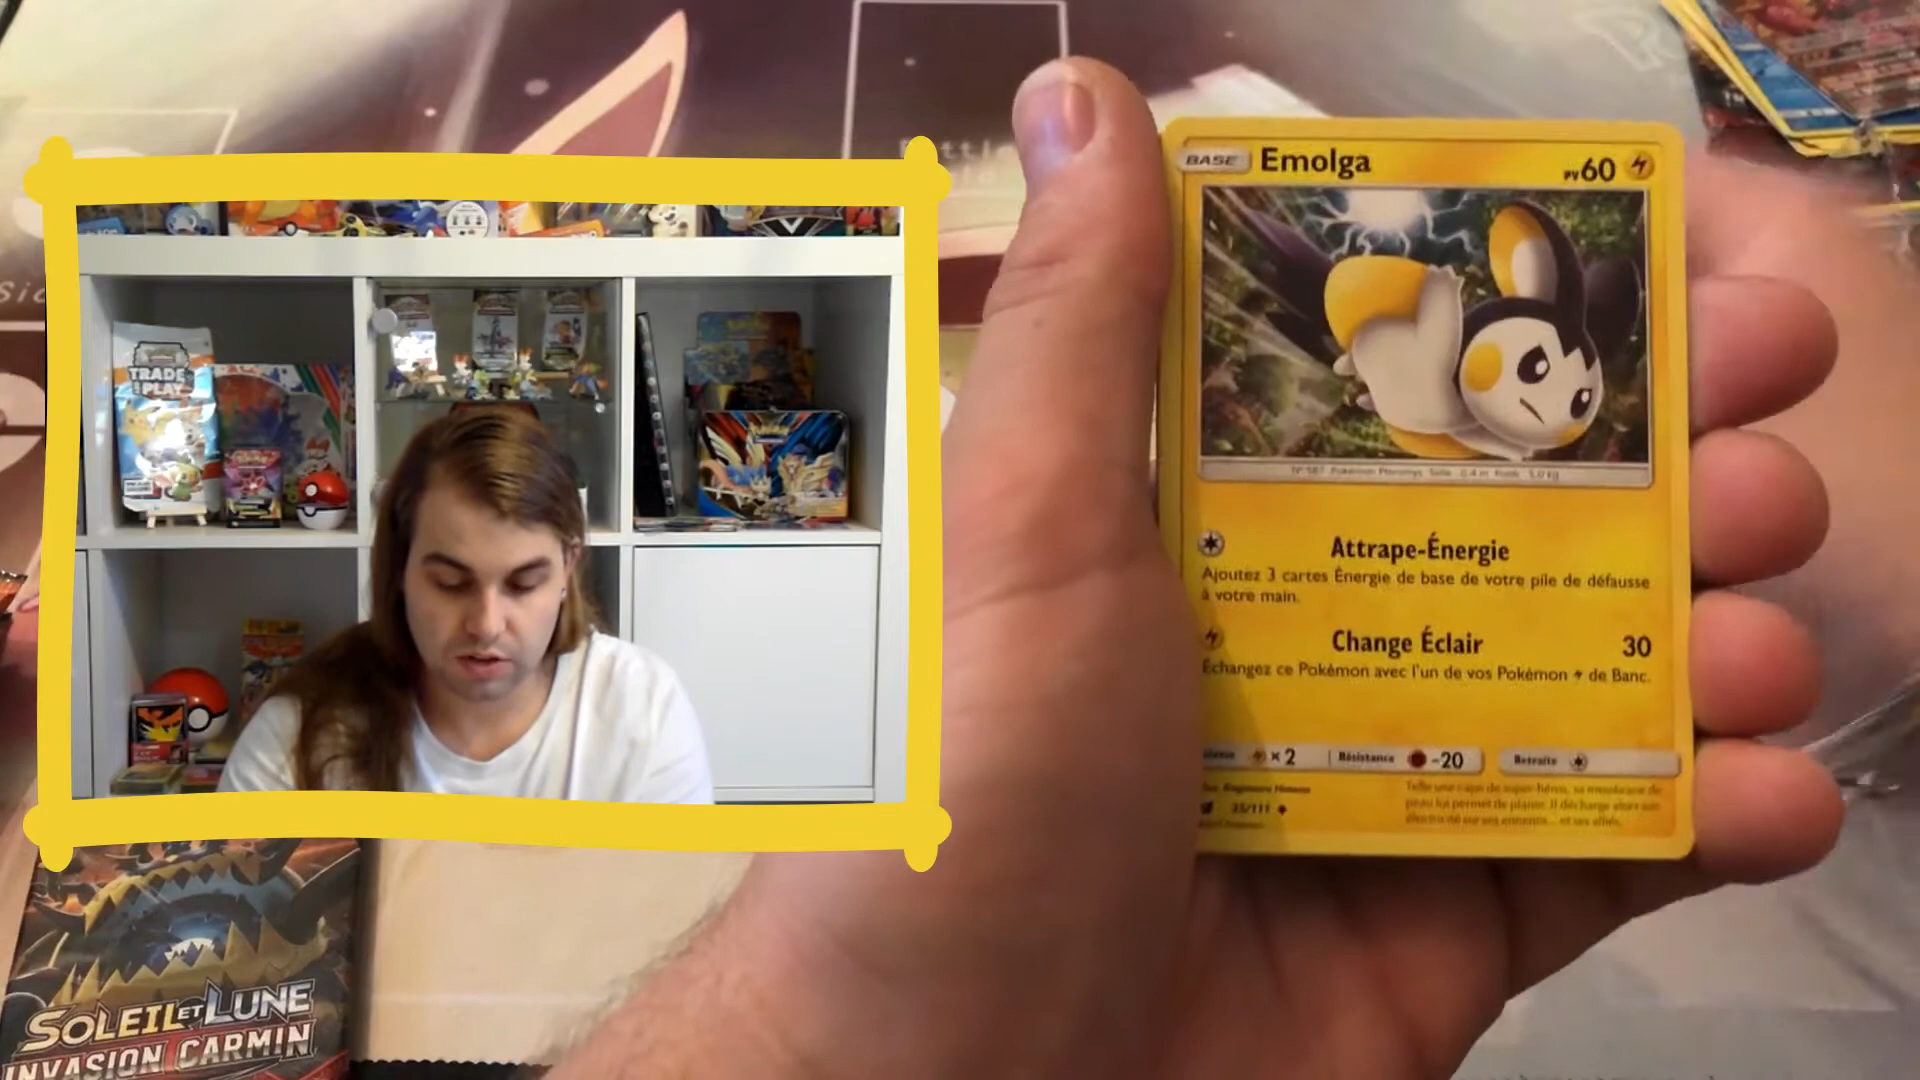 TRADE
PLAY
BASE
Emolga
PV60
Attrape-Énergie
Ajoutez 3 cartes Énergie de base de votre pile de défausse
à votre main.
Change Éclair 30
Échangez ce Pokémon avec l'un de vos Pokémon de Banc.
×2 Résistance -20 Retraite
35/111
SOLEIL ET LUNE
INVASION CARMIN